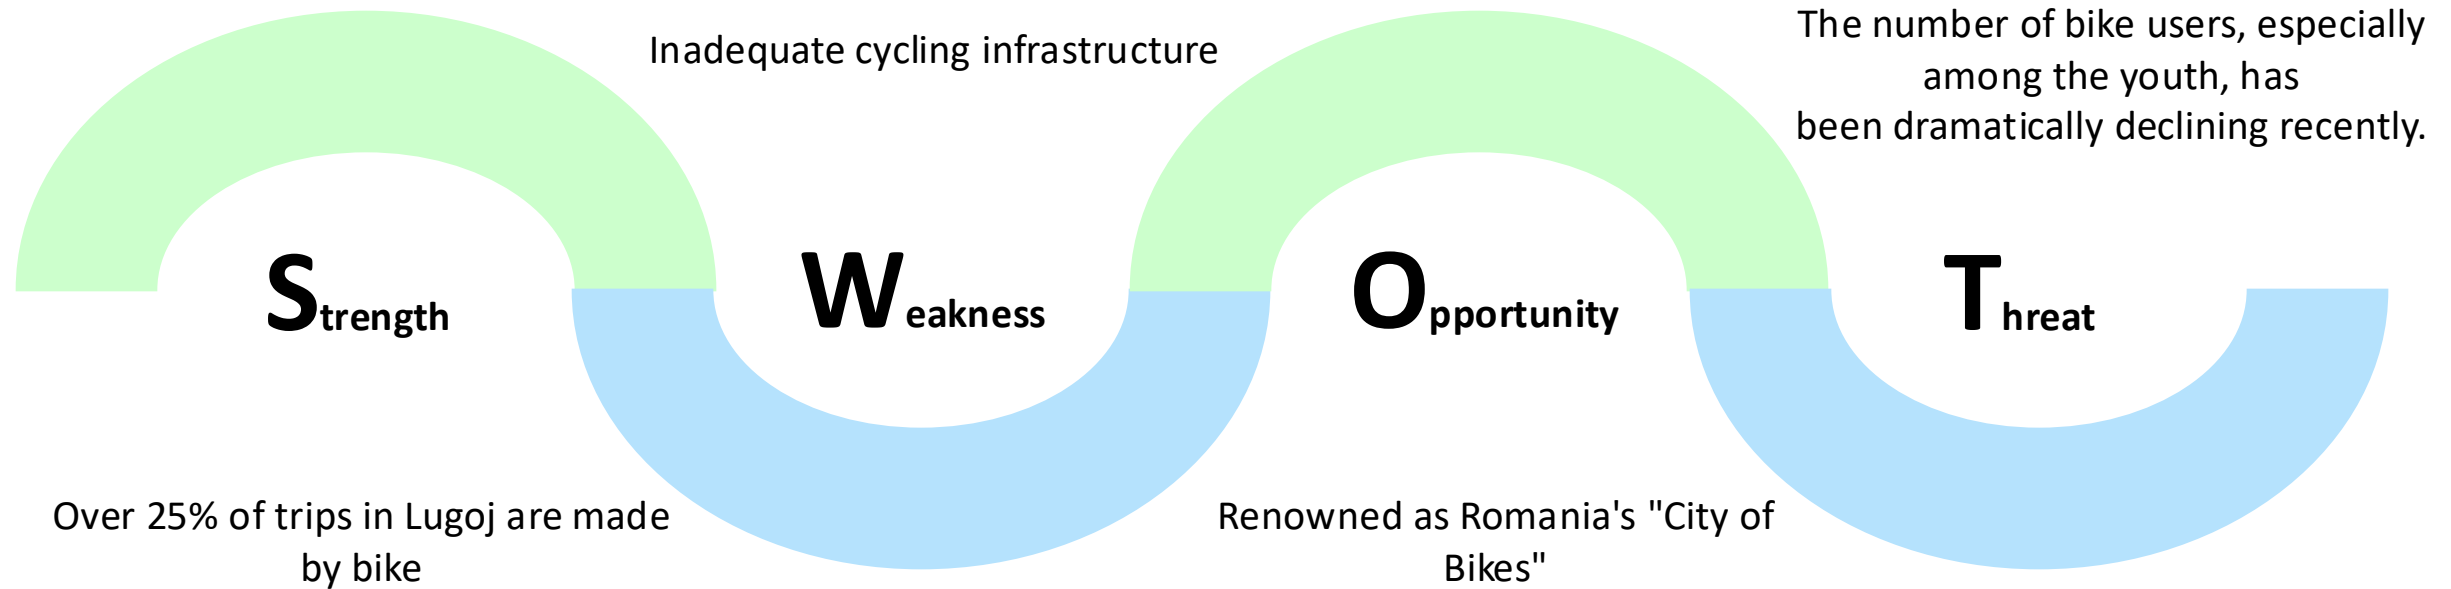 Inadequate cycling infrastructure
The number of bike users, especially
among the youth, has
been dramatically declining recently.
Strength
Weakness
Opportunity
Threat
Over 25% of trips in Lugoj are made
by bike
Renowned as Romania's "City of
Bikes"